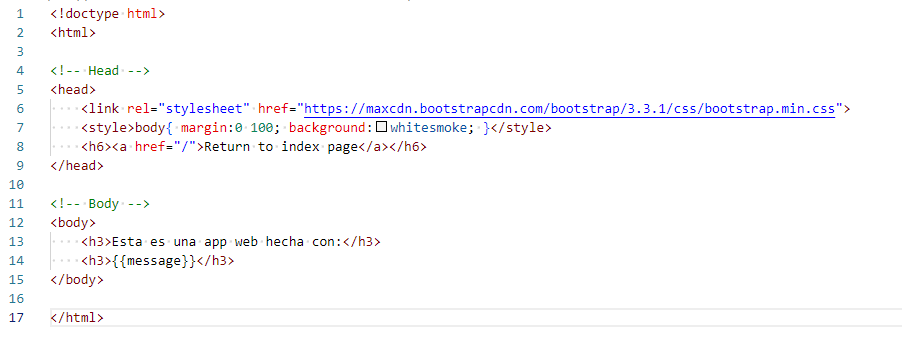 1 <!doctype html>
2 <html>
3
4 <!-- Head -->
5 <head>
6     <link rel="stylesheet" href="https://maxcdn.bootstrapcdn.com/bootstrap/3.3.1/css/bootstrap.min.css">
7     <style>body{ margin:0 100; background:whitesmoke; }</style>
8     <h6><a href="/">Return to index page</a></h6>
9 </head>
10
11 <!-- Body -->
12 <body>
13     <h3>Esta es una app web hecha con:</h3>
14     <h3>{{message}}</h3>
15 </body>
16
17 </html>